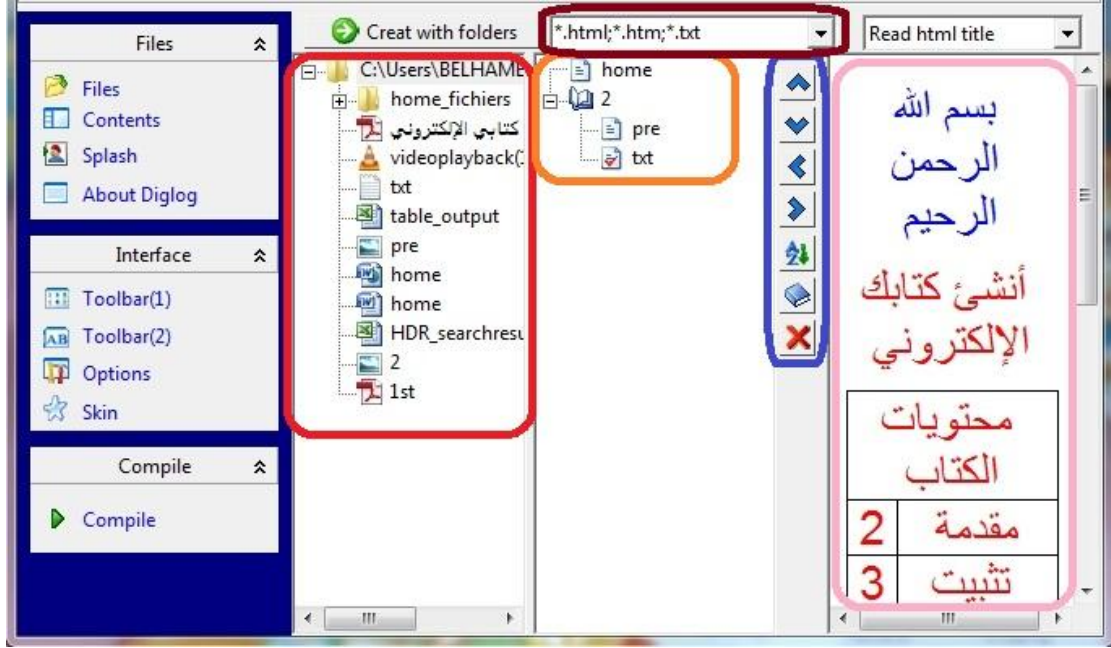 Creat with folders
*.html;*.htm;*.txt
Read html title
Files
Files
Contents
Splash
About Diglog
Interface
Toolbar(1)
Toolbar(2)
Options
Skin
Compile
Compile
C:\Users\BELHAME
home_fichiers
كتابي الإلكتروني
videoplayback(
txt
table_output
pre
home
home
HDR_searchresu
2
1st
home
2
pre
txt
بسم الله
الرحمن
الرحيم
أنشئ كتابك
الإلكتروني
محتويات
الكتاب
مقدمة 2
تثبيت 3